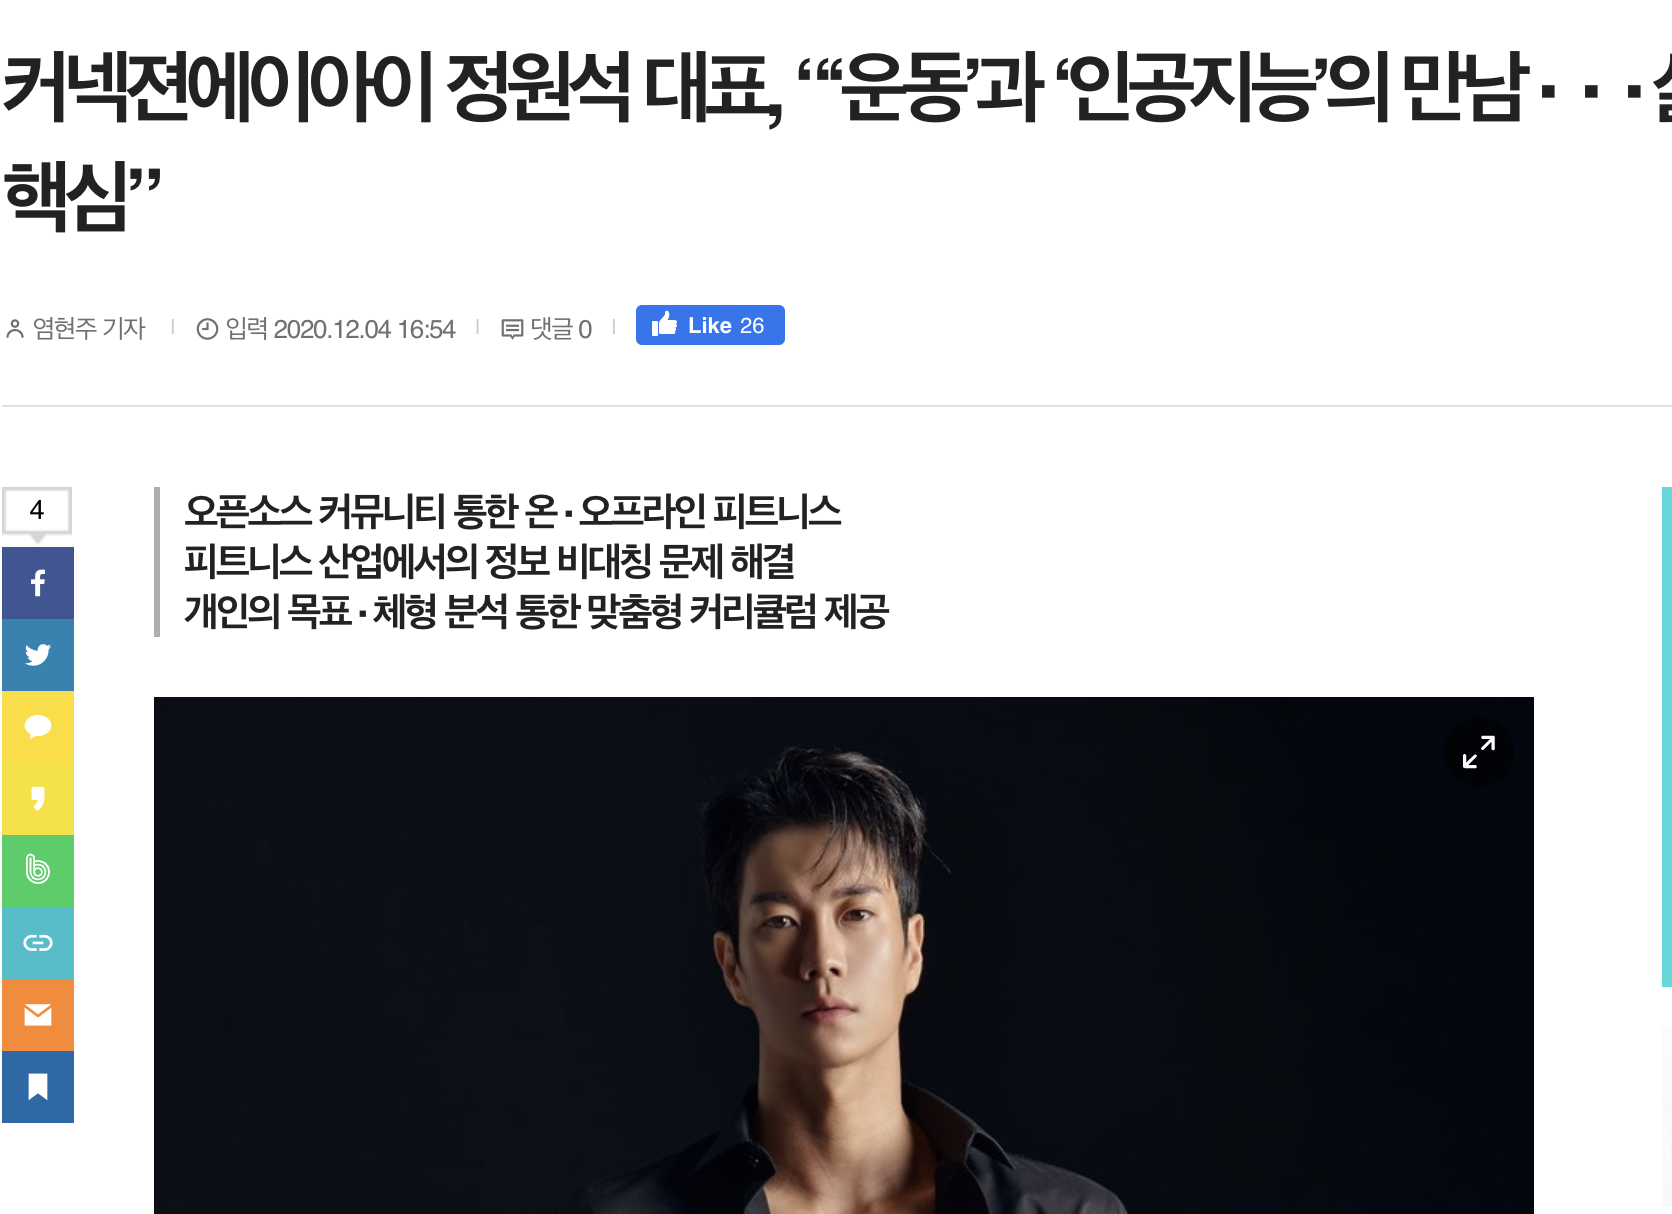 커넥젼에이아이 정원석 대표, ‘“운동’과 ‘인공지능’의 만남···
핵심”
염현주 기자
입력 2020.12.04 16:54
댓글 0
Like 26
4
오픈소스 커뮤니티 통한 온·오프라인 피트니스
피트니스 산업에서의 정보 비대칭 문제 해결
개인의 목표·체형 분석 통한 맞춤형 커리큘럼 제공